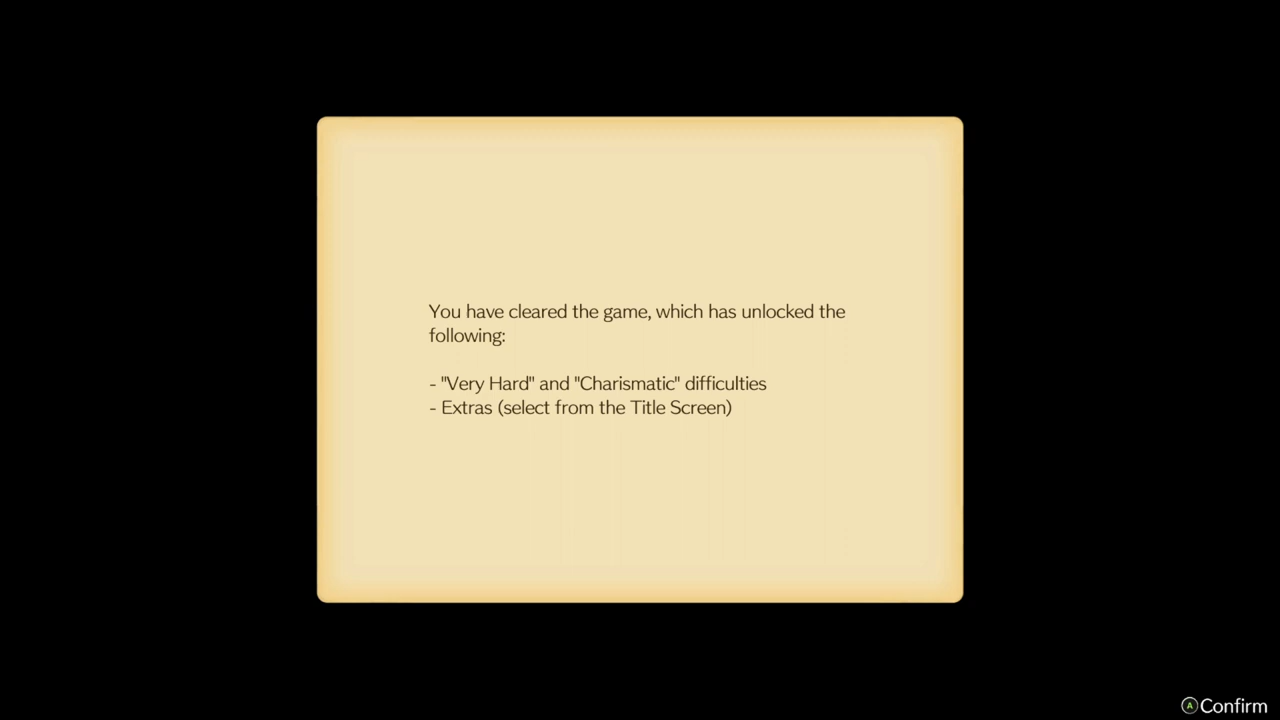 You have cleared the game, which has unlocked the
following:
- "Very Hard" and "Charismatic" difficulties
- Extras (select from the Title Screen)
A Confirm